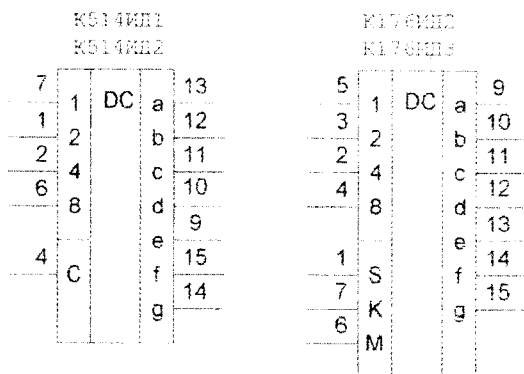 К514ИД1
К514ИД2
7 1 DC a 13
1 2 b 12
2 4 c 11
6 8 d 10
e 9
4 C f 15
g 14
К176ИД2
К176ИД3
5 1 DC a 9
3 2 b 10
2 4 c 11
4 8 d 12
e 13
1 S f 14
7 K g 15
6 M